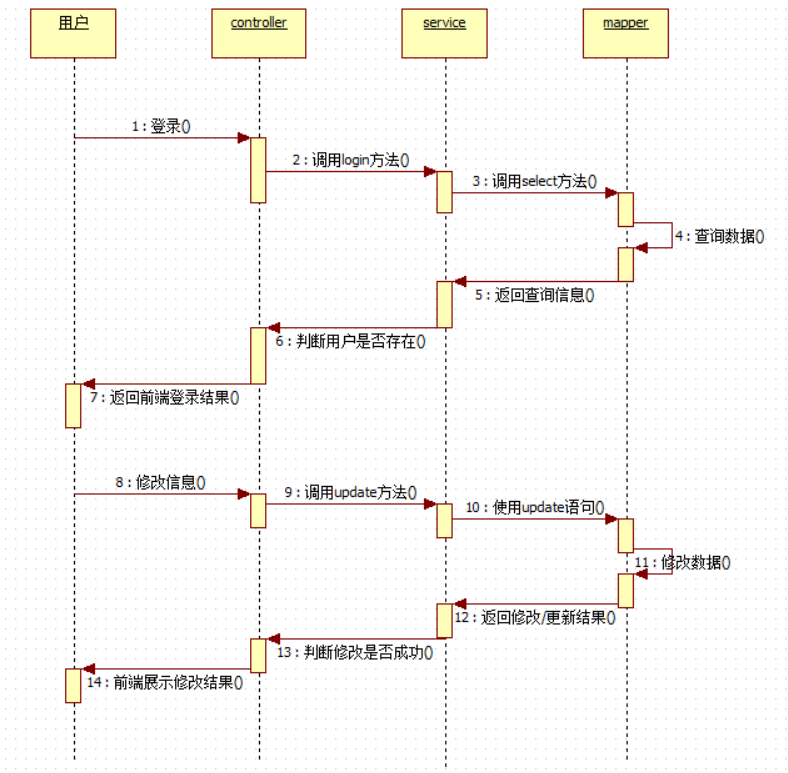 用户
controller
service
mapper
1 : 登录()
2 : 调用login方法()
3 : 调用select方法()
4 : 查询数据()
5 : 返回查询信息()
6 : 判断用户是否存在()
7 : 返回前端登录结果()
8 : 修改信息()
9 : 调用update方法()
10 : 使用update语句()
11 : 修改数据()
12 : 返回修改/更新结果()
13 : 判断修改是否成功()
14 : 前端展示修改结果()